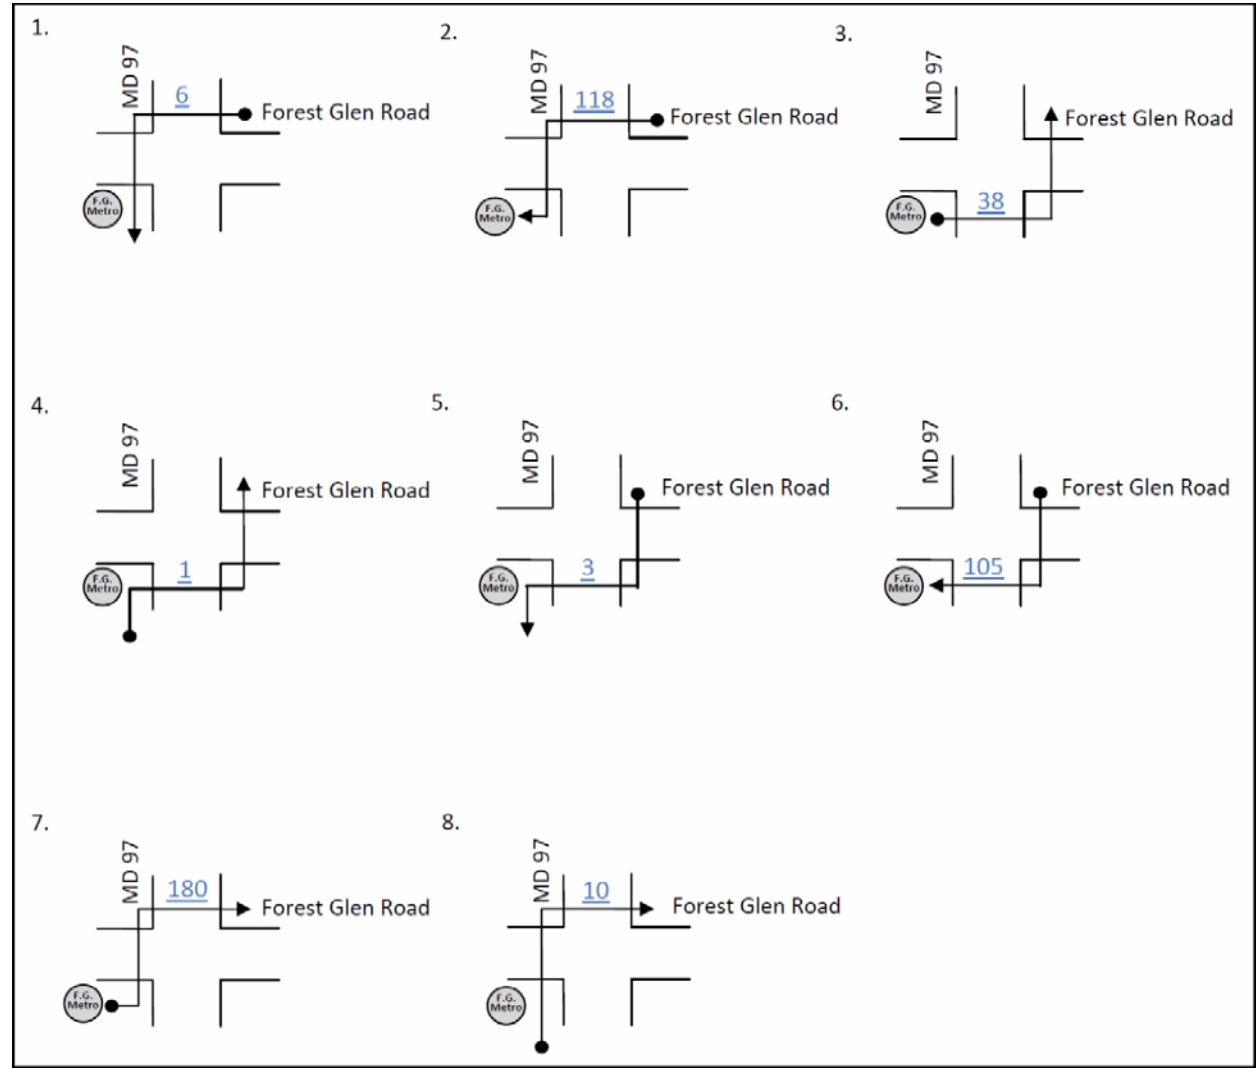 1.
MD 97
6
Forest Glen Road
F.G.
Metro
2.
MD 97
118
Forest Glen Road
F.G.
Metro
3.
MD 97
Forest Glen Road
38
F.G.
Metro
4.
MD 97
Forest Glen Road
1
F.G.
Metro
5.
MD 97
Forest Glen Road
3
F.G.
Metro
6.
MD 97
Forest Glen Road
105
F.G.
Metro
7.
MD 97
180
Forest Glen Road
F.G.
Metro
8.
MD 97
10
Forest Glen Road
F.G.
Metro